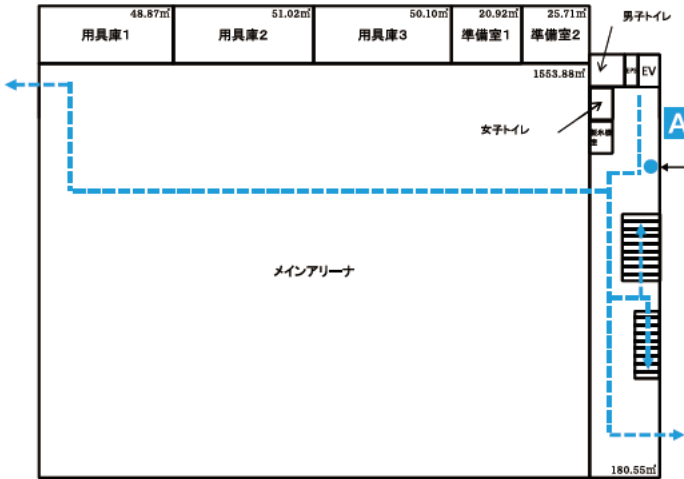 48.87㎡
用具庫1
51.02㎡
用具庫2
50.10㎡
用具庫3
20.92㎡
準備室1
25.71㎡
準備室2
男子トイレ
1553.88㎡
EPS
EV
女子トイレ
A
メインアリーナ
180.55㎡